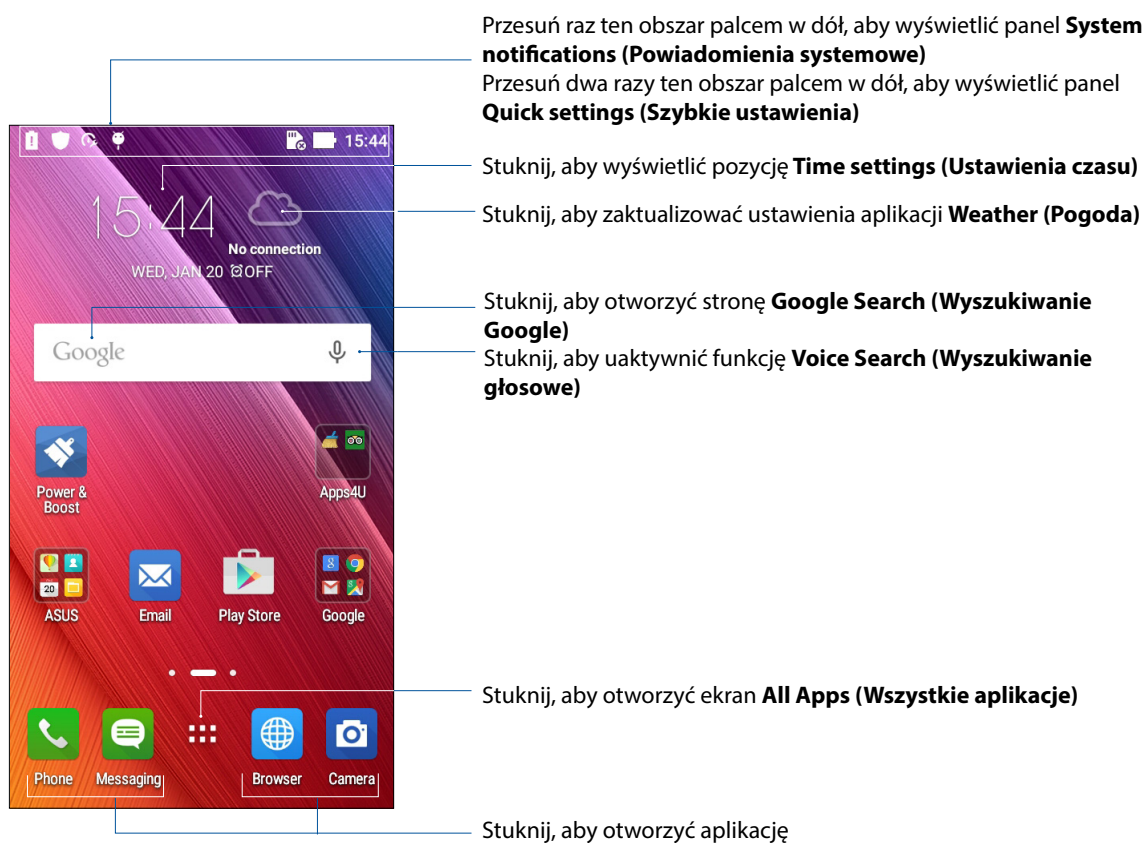 Przesuń raz ten obszar palcem w dół, aby wyświetlić panel System
notifications (Powiadomienia systemowe)
Przesuń dwa razy ten obszar palcem w dół, aby wyświetlić panel
Quick settings (Szybkie ustawienia)
15:44
Stuknij, aby wyświetlić pozycję Time settings (Ustawienia czasu)
15:44
Stuknij, aby zaktualizować ustawienia aplikacji Weather (Pogoda)
No connection
WED, JAN 20 OFF
Stuknij, aby otworzyć stronę Google Search (Wyszukiwanie
Google)
Google
Stuknij, aby uaktywnić funkcję Voice Search (Wyszukiwanie
głosowe)
Power &
Boost
Apps4U
20
8
ASUS
Email
Play Store
Google
Stuknij, aby otworzyć ekran All Apps (Wszystkie aplikacje)
Phone
Messaging
Browser
Camera
Stuknij, aby otworzyć aplikację